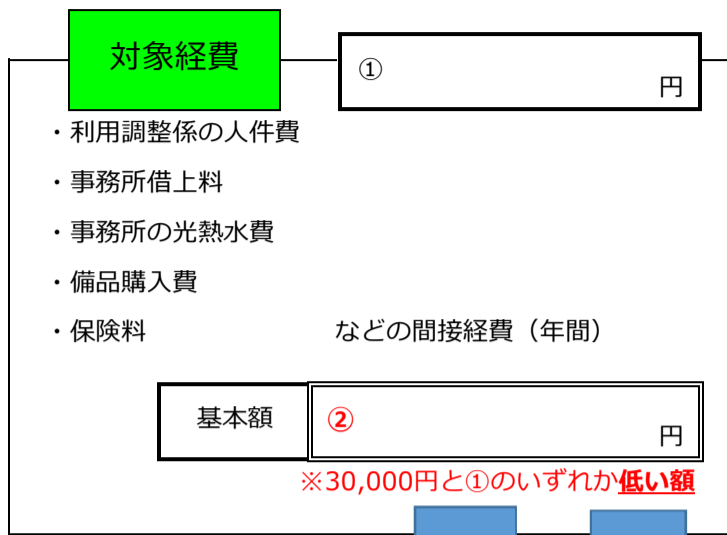 対象経費
① 円
・利用調整係の人件費
・事務所借上料
・事務所の光熱水費
・備品購入費
・保険料 などの間接経費（年間）
基本額 ② 円
※30,000円と①のいずれか低い額